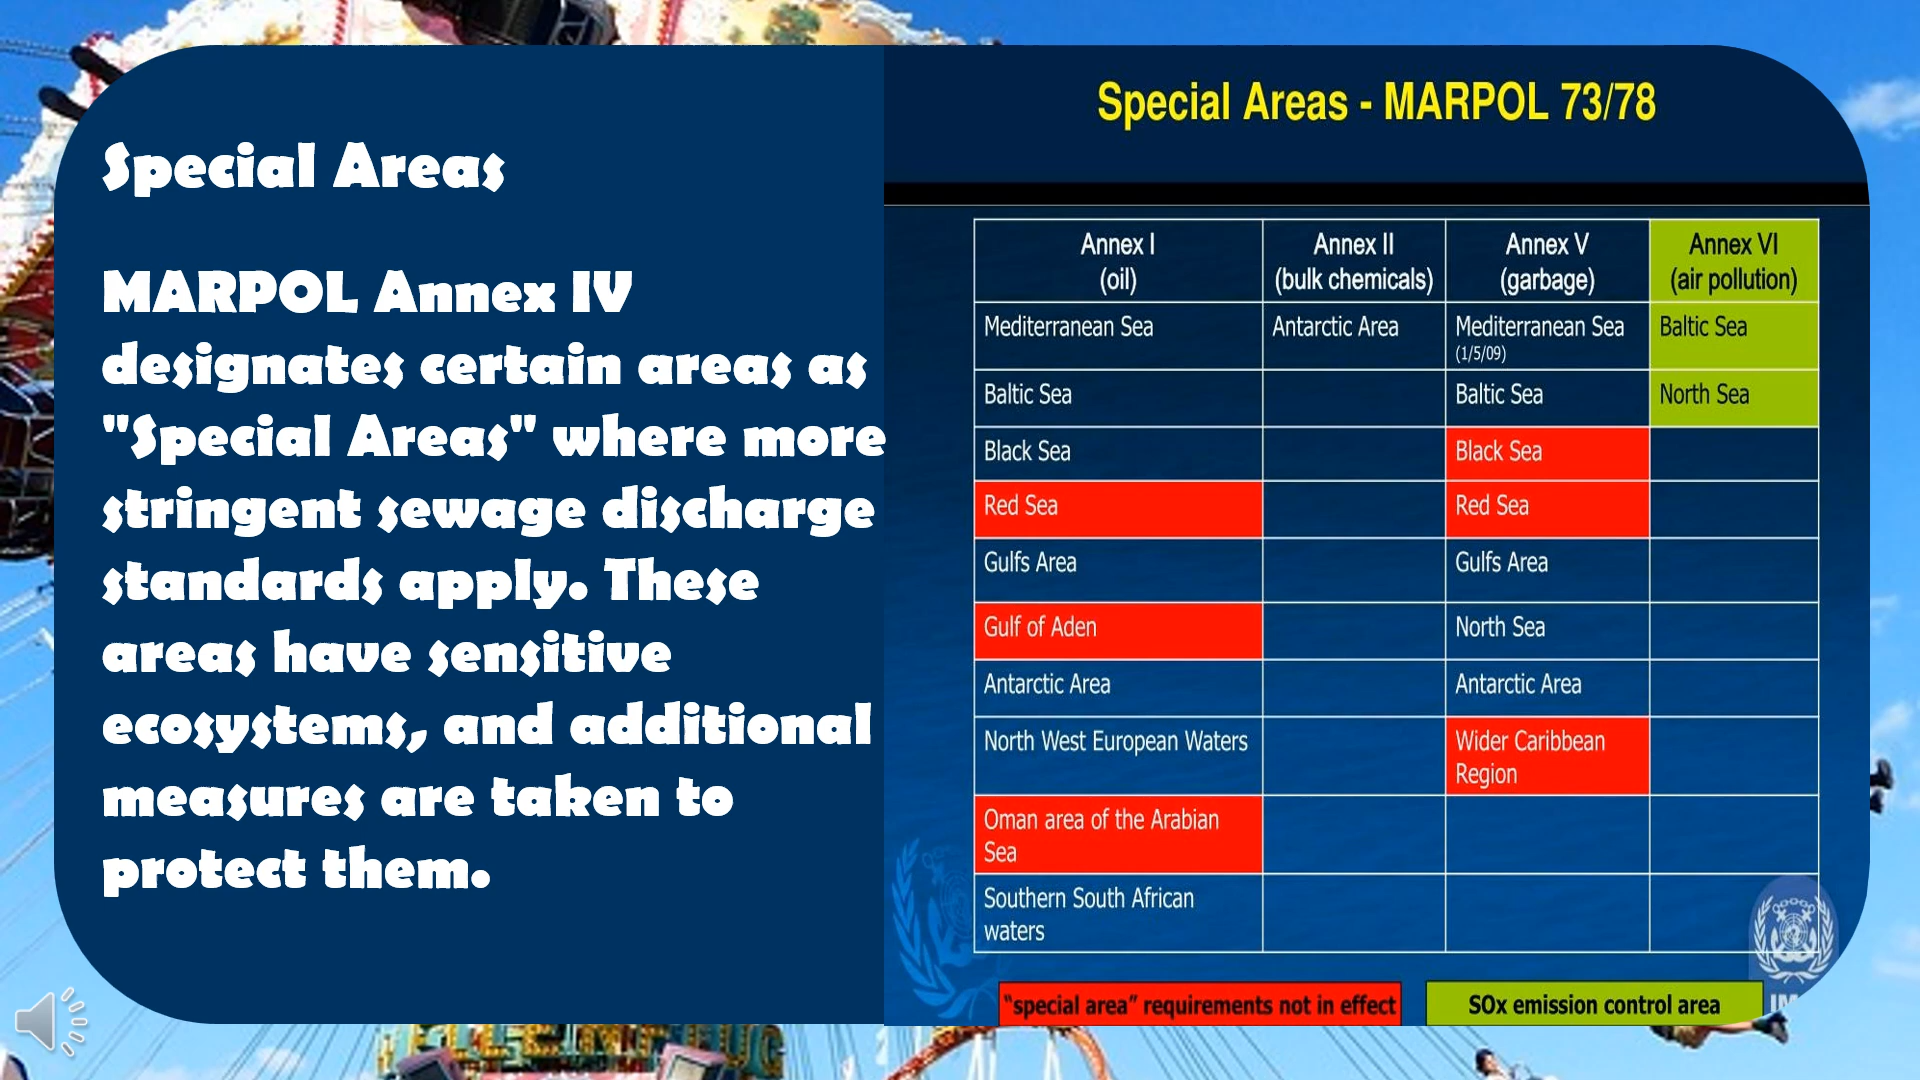 Special Areas
MARPOL Annex IV
designates certain areas as
"Special Areas" where more
stringent sewage discharge
standards apply. These
areas have sensitive
ecosystems, and additional
measures are taken to
protect them.
Special Areas - MARPOL 73/78
Annex I (oil) Annex II (bulk chemicals) Annex V (garbage) Annex VI (air pollution)
Mediterranean Sea Antarctic Area Mediterranean Sea (1/5/09) Baltic Sea
Baltic Sea Baltic Sea North Sea
Black Sea Black Sea
Red Sea Red Sea
Gulfs Area Gulfs Area
Gulf of Aden North Sea
Antarctic Area Antarctic Area
North West European Waters Wider Caribbean Region
Oman area of the Arabian Sea
Southern South African waters
"special area" requirements not in effect SOx emission control area